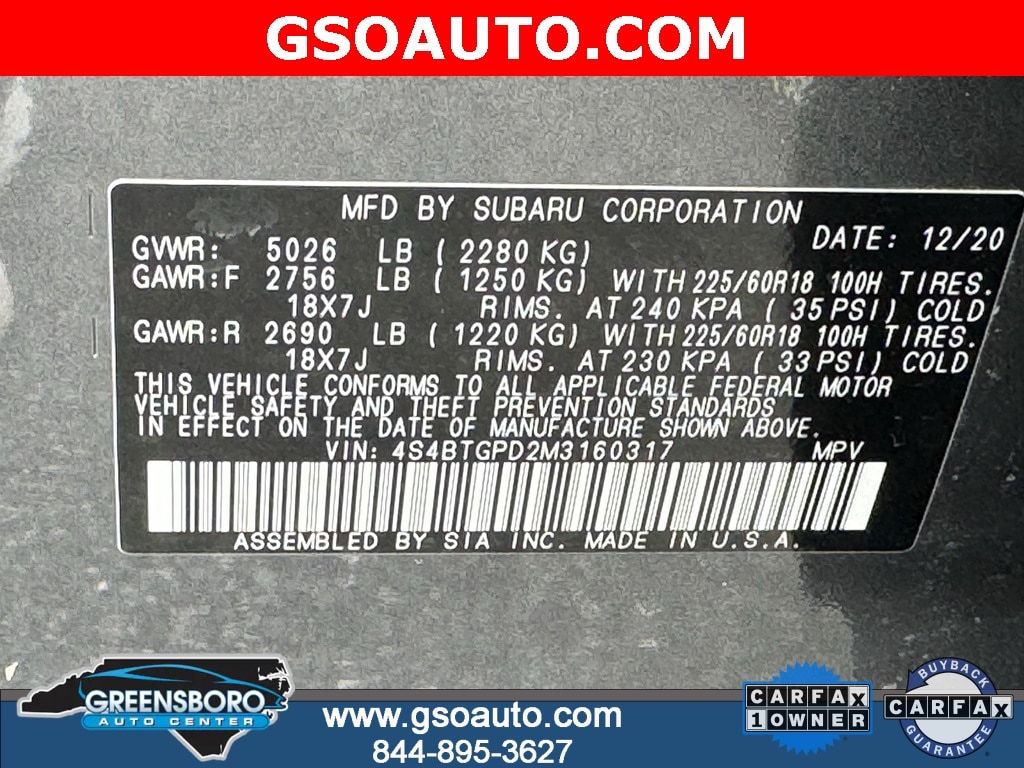 GSOAUTO.COM
MFD BY SUBARU CORPORATION
DATE: 12/20
GVWR: 5026 LB ( 2280 KG)
GAWR:F 2756 LB ( 1250 KG) WITH 225/60R18 100H TIRES.
18X7J RIMS. AT 240 KPA ( 35 PSI) COLD
GAWR:R 2690 LB ( 1220 KG) WITH 225/60R18 100H TIRES.
18X7J RIMS. AT 230 KPA ( 33 PSI) COLD
THIS VEHICLE CONFORMS TO ALL APPLICABLE FEDERAL MOTOR
VEHICLE SAFETY AND THEFT PREVENTION STANDARDS
IN EFFECT ON THE DATE OF MANUFACTURE SHOWN ABOVE.
VIN: 4S4BTGPD2M3160317 MPV
ASSEMBLED BY SIA INC. MADE IN U.S.A.
GREENSBORO
AUTO CENTER
www.gsoauto.com
844-895-3627
CARFAX
1 OWNER
BUYBACK
CARFAX
GUARANTEE